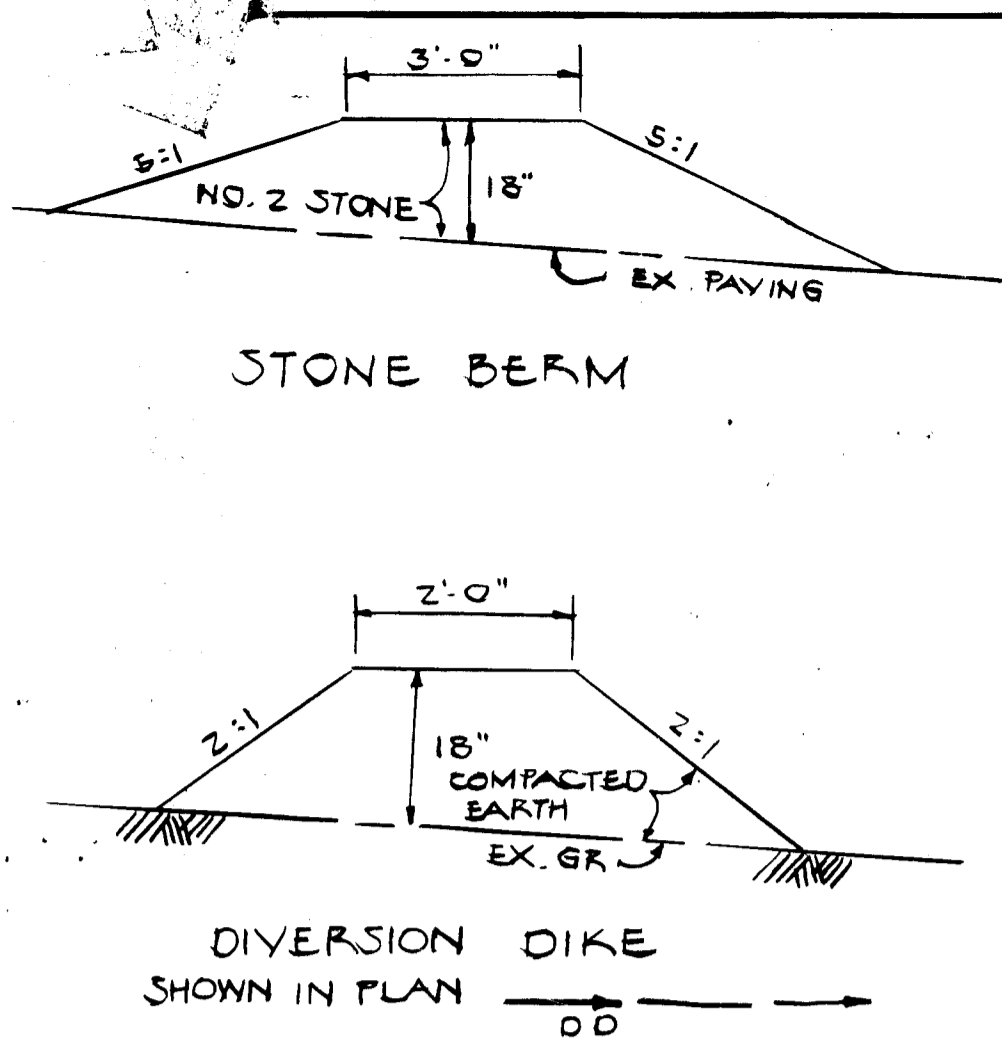 3'-0"
5:1
5:1
NO. 2 STONE
18"
EX. PAVING
STONE BERM
2'-0"
2:1
2:1
18"
COMPACTED
EARTH
EX. GR
DIVERSION DIKE
SHOWN IN PLAN
DD